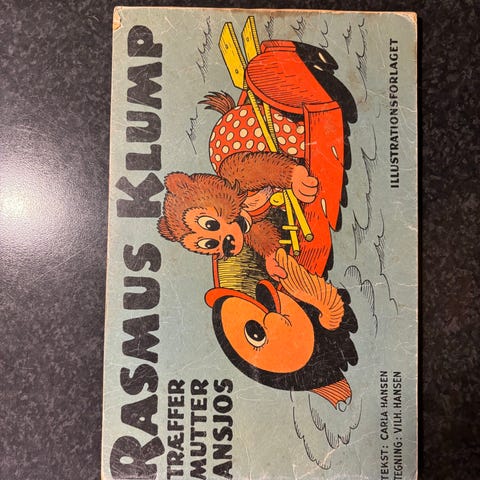 RASMUS KLUMP
TRÆFFER
MUTTER
ANSJOS
ILLUSTRATIONSFORLAGET
TEKST: CARLA HANSEN
TEGNING: VILH. HANSEN